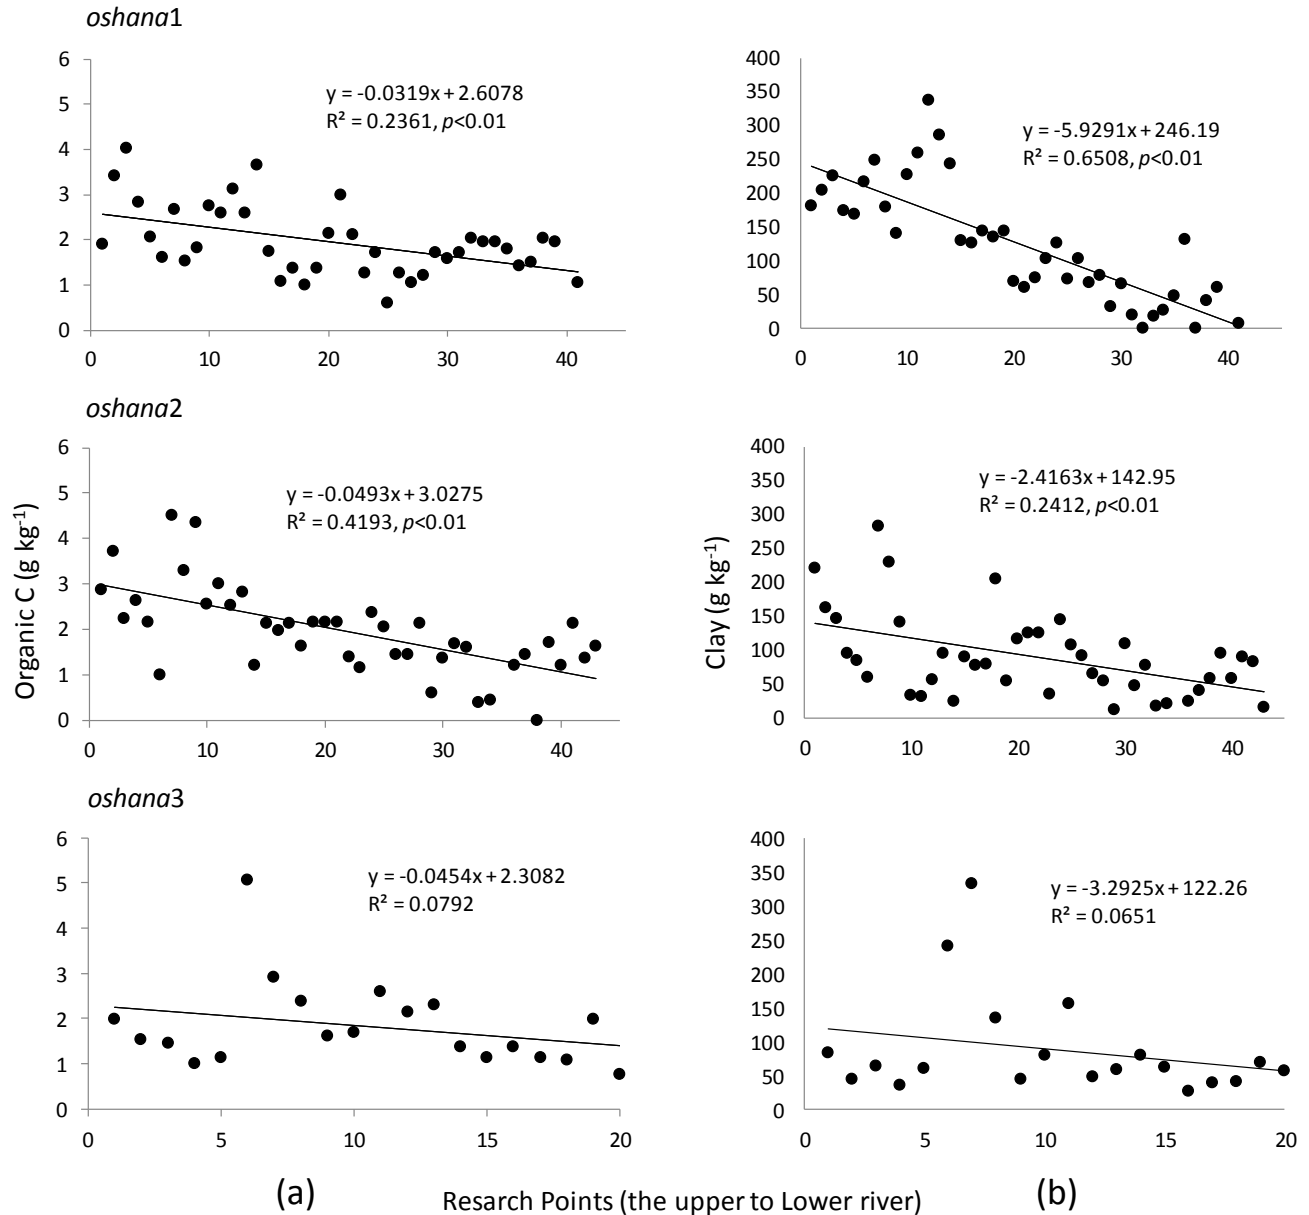 oshana1
6
5
4
3
2
1
0
0 10 20 30 40
y = -0.0319x + 2.6078
R² = 0.2361, p<0.01
400
350
300
250
200
150
100
50
0
0 10 20 30 40
y = -5.9291x + 246.19
R² = 0.6508, p<0.01
oshana2
Organic C (g kg⁻¹)
6
5
4
3
2
1
0
0 10 20 30 40
y = -0.0493x + 3.0275
R² = 0.4193, p<0.01
Clay (g kg⁻¹)
400
350
300
250
200
150
100
50
0
0 10 20 30 40
y = -2.4163x + 142.95
R² = 0.2412, p<0.01
oshana3
6
5
4
3
2
1
0
0 5 10 15 20
y = -0.0454x + 2.3082
R² = 0.0792
400
350
300
250
200
150
100
50
0
0 5 10 15 20
y = -3.2925x + 122.26
R² = 0.0651
(a) Resarch Points (the upper to Lower river) (b)